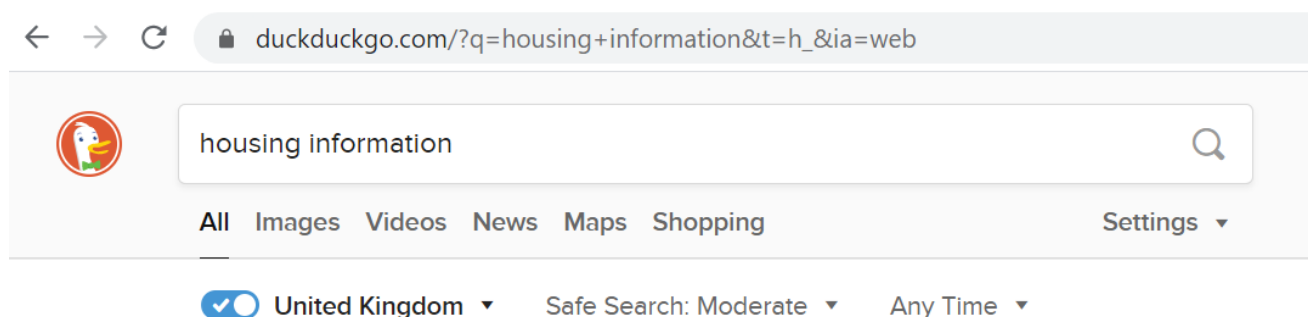 duckduckgo.com/?q=housing+information&t=h_&ia=web
housing information
All Images Videos News Maps Shopping Settings
United Kingdom Safe Search: Moderate Any Time